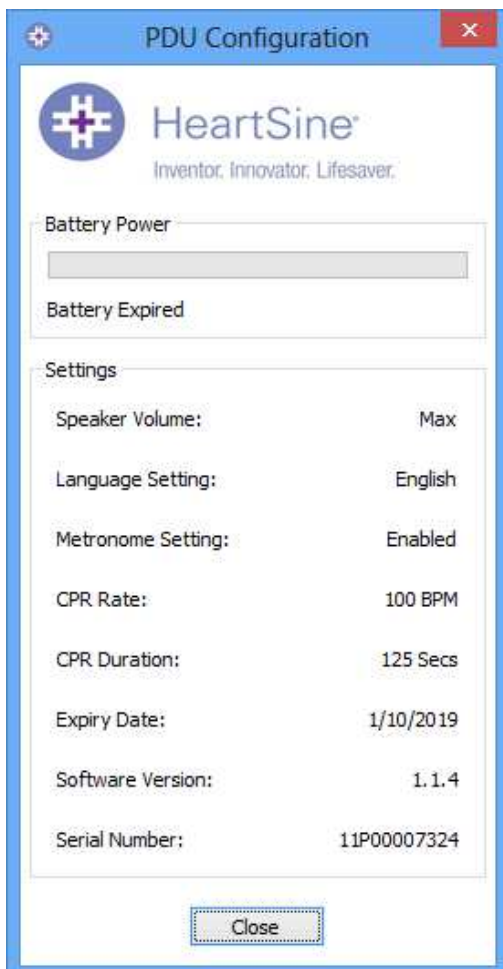 PDU Configuration
HeartSine®
Inventor. Innovator. Lifesaver.
Battery Power
Battery Expired
Settings
Speaker Volume: Max
Language Setting: English
Metronome Setting: Enabled
CPR Rate: 100 BPM
CPR Duration: 125 Secs
Expiry Date: 1/10/2019
Software Version: 1.1.4
Serial Number: 11P00007324
Close